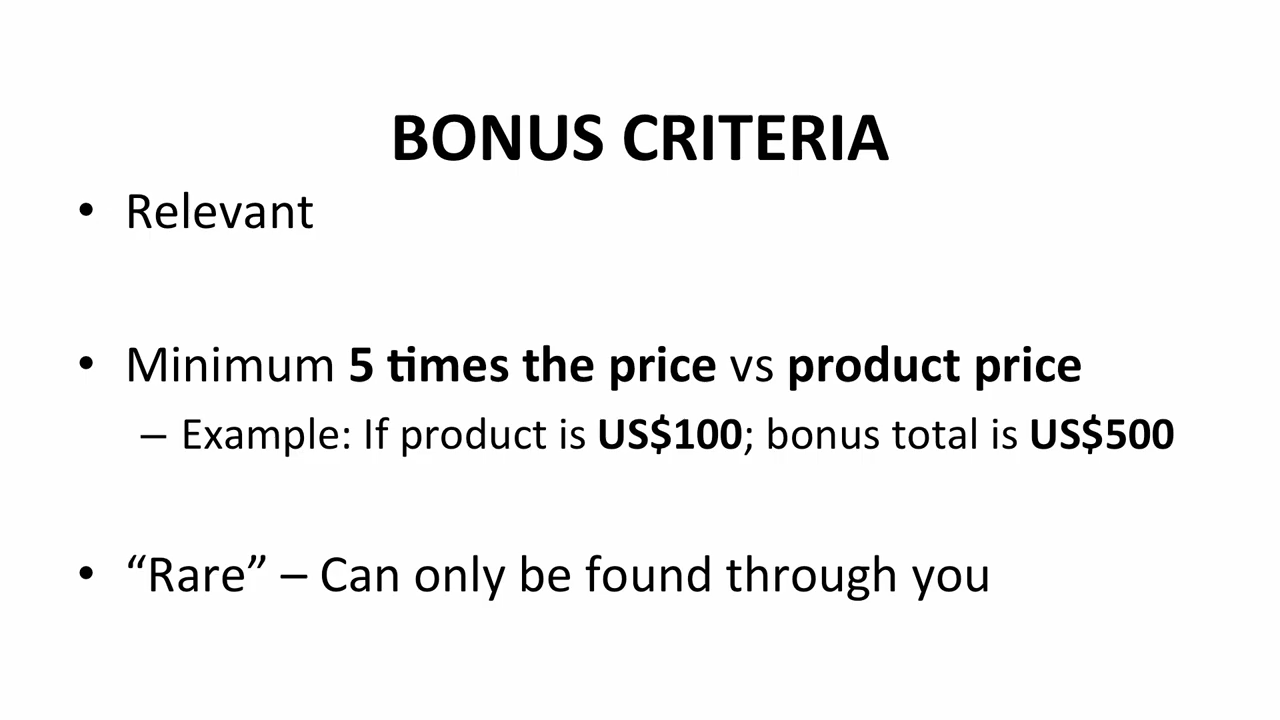 BONUS CRITERIA
• Relevant
• Minimum 5 times the price vs product price
– Example: If product is US$100; bonus total is US$500
• “Rare” – Can only be found through you